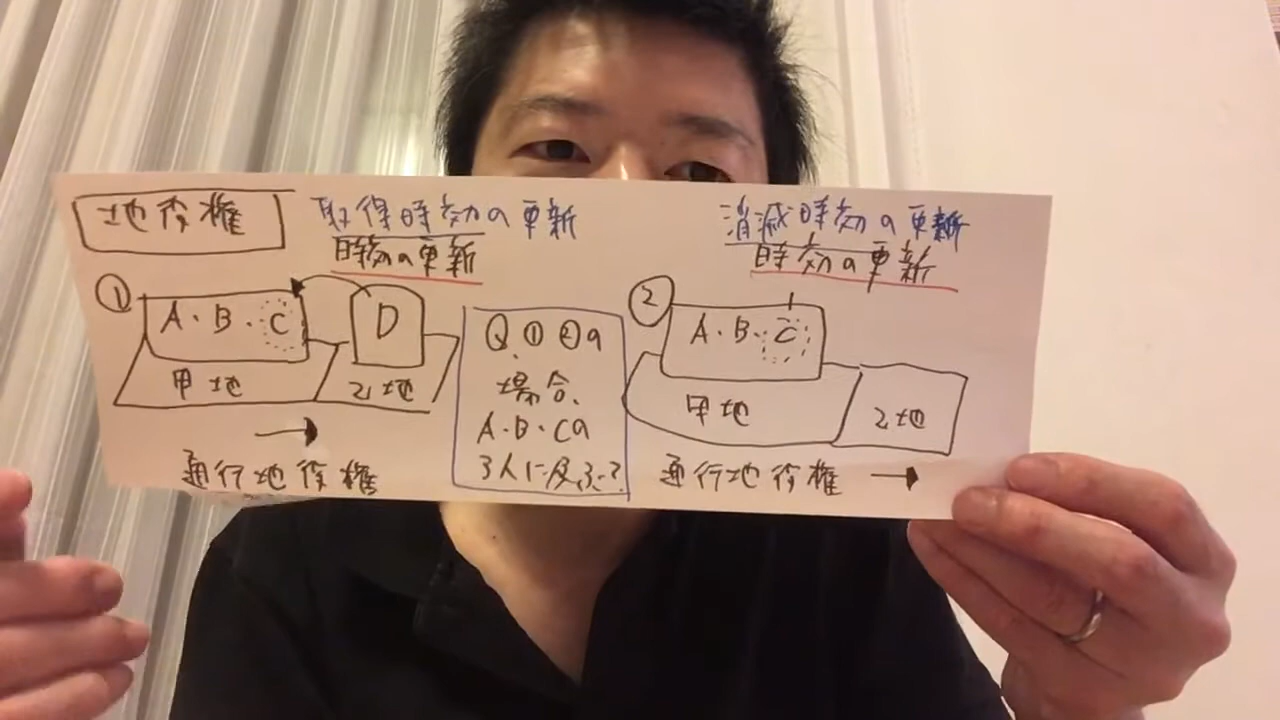 地役権
取得時効の更新
時効の更新
①
A・B・C
D
甲地
乙地
→
通行地役権
Q.①②の
場合、
A・B・Cの
3人に及ぶ?
消滅時効の更新
時効の更新
②
A・B・C
甲地
乙地
通行地役権 →